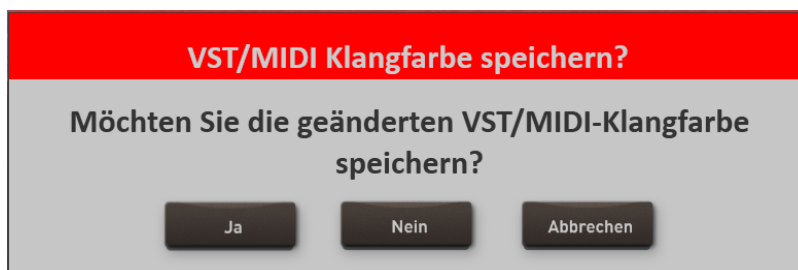 VST/MIDI Klangfarbe speichern?
Möchten Sie die geänderten VST/MIDI-Klangfarbe
speichern?
Ja Nein Abbrechen